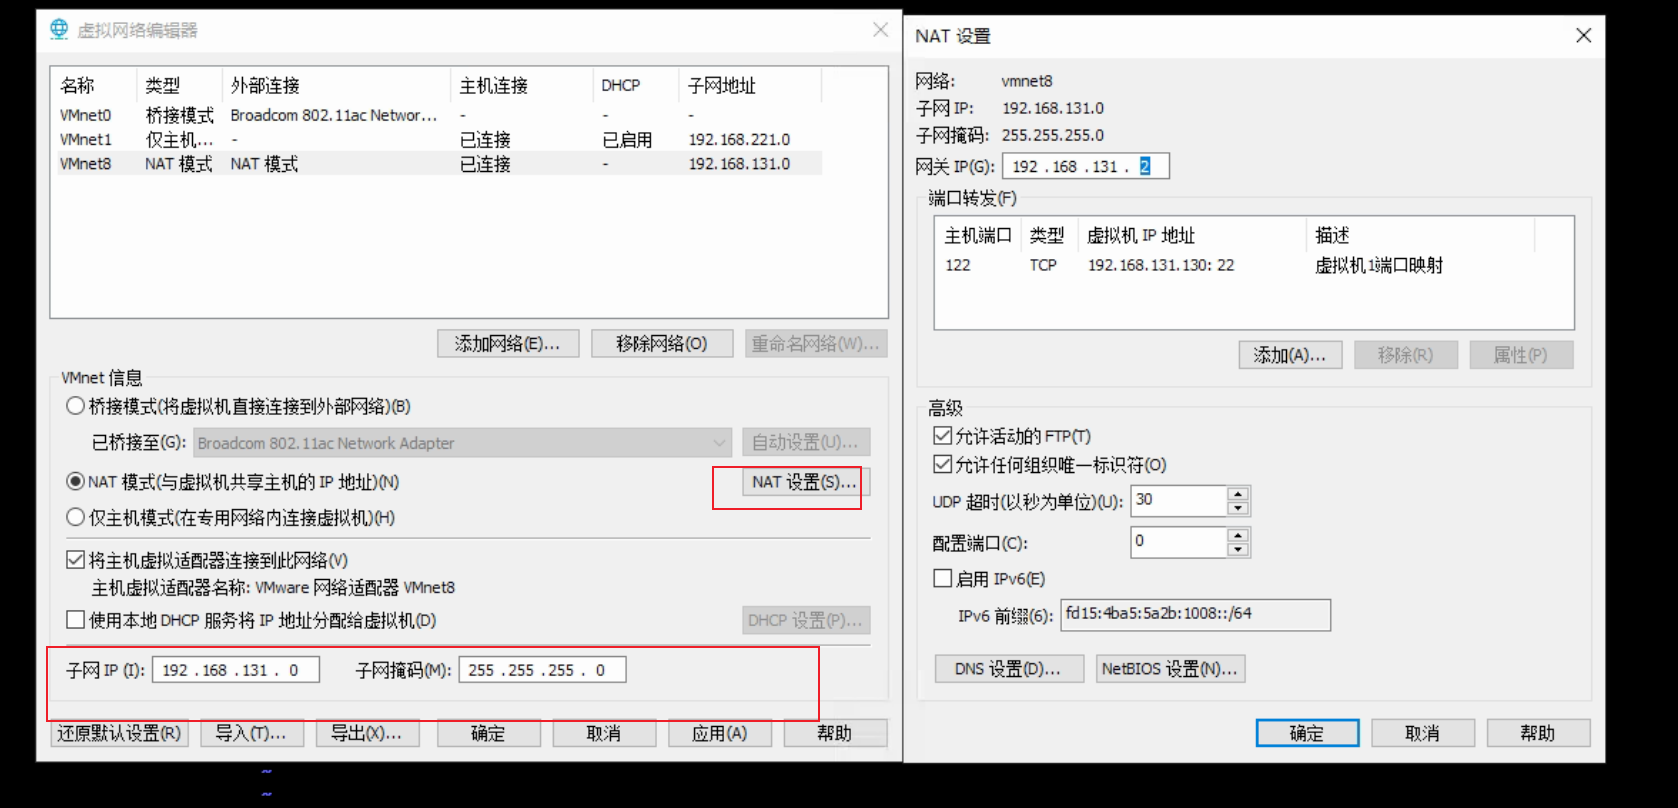 虚拟网络编辑器
名称 类型 外部连接 主机连接 DHCP 子网地址
VMnet0 桥接模式 Broadcom 802.11ac Networ... - - -
VMnet1 仅主机... - 已连接 已启用 192.168.221.0
VMnet8 NAT 模式 NAT 模式 已连接 - 192.168.131.0
添加网络(E)... 移除网络(O) 重命名网络(W)...
VMnet 信息
桥接模式(将虚拟机直接连接到外部网络)(B)
已桥接至(G): Broadcom 802.11ac Network Adapter 自动设置(U)...
NAT 模式(与虚拟机共享主机的 IP 地址)(N) NAT 设置(S)...
仅主机模式(在专用网络内连接虚拟机)(H)
将主机虚拟适配器连接到此网络(V)
主机虚拟适配器名称: VMware 网络适配器 VMnet8
使用本地 DHCP 服务将 IP 地址分配给虚拟机(D) DHCP 设置(P)...
子网 IP (I): 192 . 168 . 131 . 0 子网掩码(M): 255 . 255 . 255 . 0
还原默认设置(R) 导入(T)... 导出(X)... 确定 取消 应用(A) 帮助
~
~
NAT 设置
网络: vmnet8
子网 IP: 192.168.131.0
子网掩码: 255.255.255.0
网关 IP(G): 192 . 168 . 131 . 2
端口转发(F)
主机端口 类型 虚拟机 IP 地址 描述
122 TCP 192.168.131.130: 22 虚拟机1端口映射
添加(A)... 移除(R) 属性(P)
高级
允许活动的 FTP(T)
允许任何组织唯一标识符(O)
UDP 超时(以秒为单位)(U): 30
配置端口(C): 0
启用 IPv6(E)
IPv6 前缀(6): fd15:4ba5:5a2b:1008::/64
DNS 设置(D)... NetBIOS 设置(N)...
确定 取消 帮助